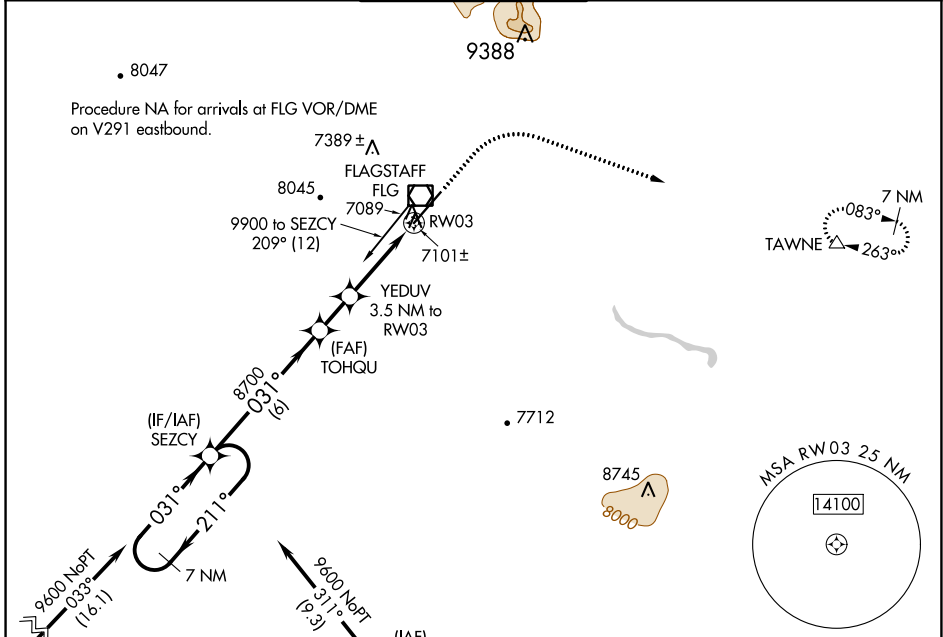 9388
8047
Procedure NA for arrivals at FLG VOR/DME
on V291 eastbound.
7389±
FLAGSTAFF
FLG
8045
7089
RW03
9900 to SEZCY
209° (12)
7101±
7 NM
083°
TAWNE
263°
YEDUV
3.5 NM to
RW03
(FAF)
TOHQU
8700
031°
(6)
(IF/IAF)
SEZCY
7712
MSA RW03 25 NM
14100
8745
8000
031°
211°
7 NM
9600 NoPT
033°
(16.1)
9600 NoPT
311°
(9.3)
(IAF)